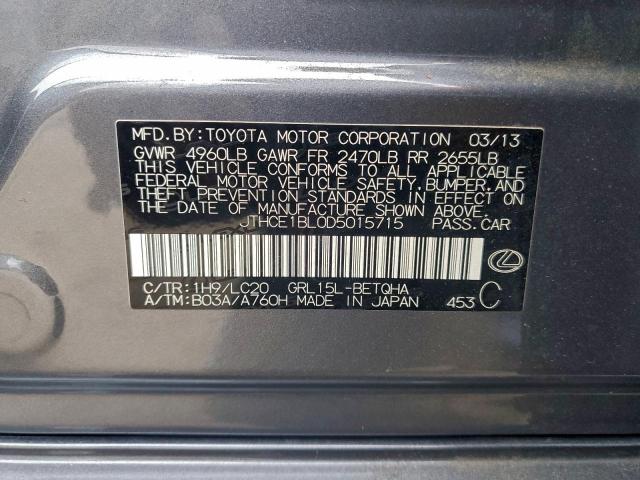 MFD.BY:TOYOTA MOTOR CORPORATION 03/13
GVWR 4960LB GAWR FR 2470LB RR 2655LB
THIS VEHICLE CONFORMS TO ALL APPLICABLE
FEDERAL MOTOR VEHICLE SAFETY, BUMPER, AND
THEFT PREVENTION STANDARDS IN EFFECT ON
THE DATE OF MANUFACTURE SHOWN ABOVE.
JTHCE1BL0D5015715 PASS.CAR
C/TR:1H9/LC20 GRL15L-BETQHA
A/TM:B03A/A760H MADE IN JAPAN 453 C